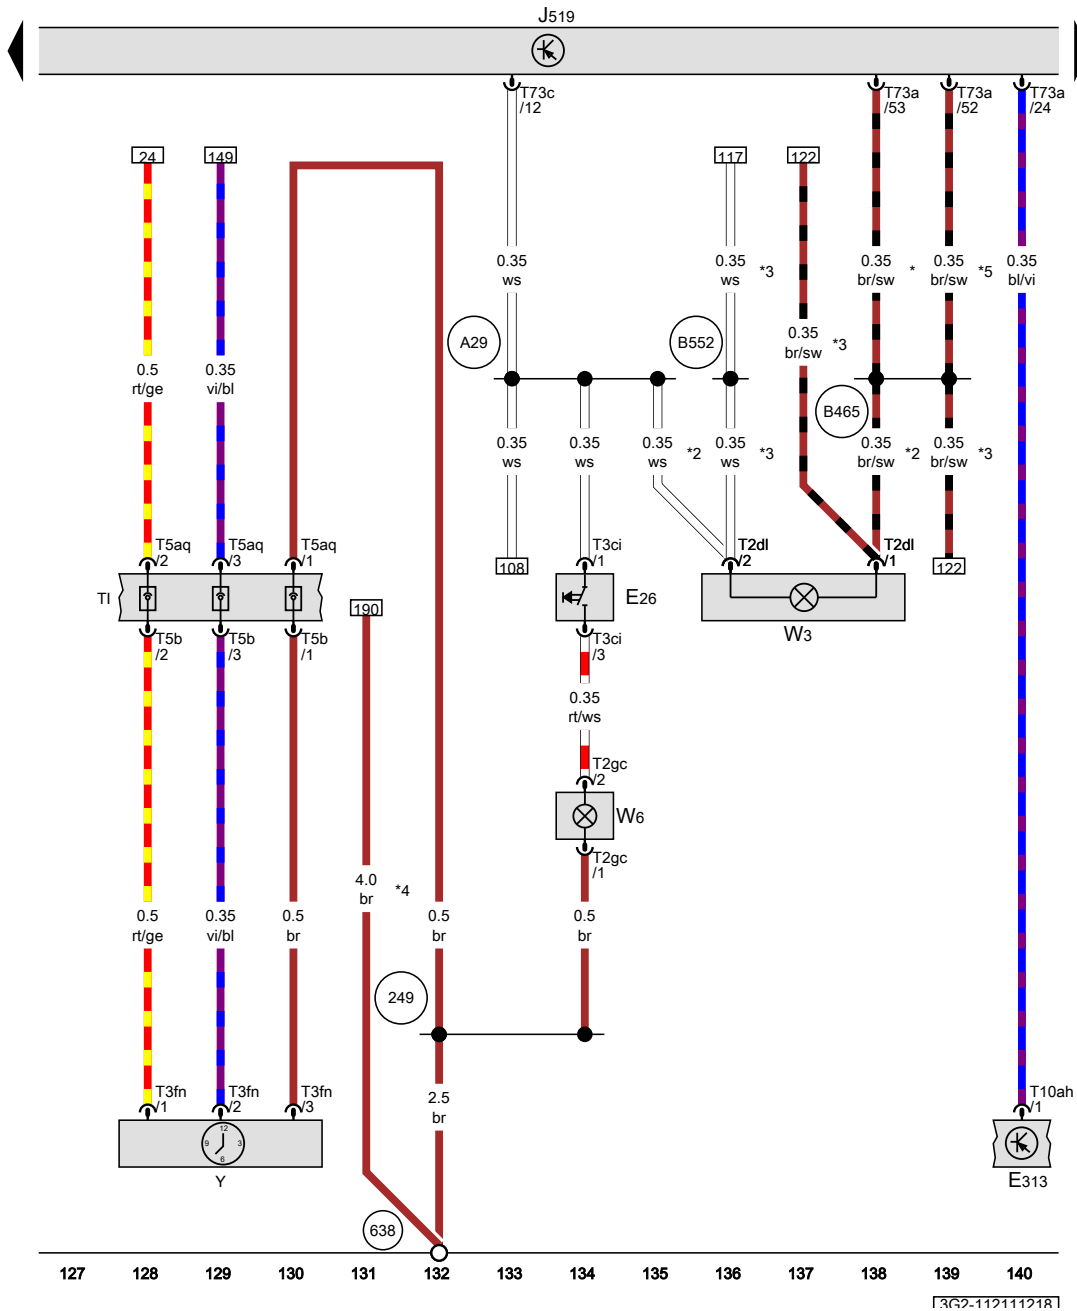 J519
T73c
/12
T73a
/53
T73a
/52
T73a
/24
24
149
117
122
0.35
ws
0.35
ws
*3
0.35
br/sw
*
0.35
br/sw
*5
0.35
bl/vi
A29
B552
0.35
br/sw
*3
0.5
rt/ge
0.35
vi/bl
B465
0.35
ws
0.35
ws
0.35
ws
*2
0.35
ws
*3
0.35
br/sw
*2
0.35
br/sw
*3
T5aq
/2
T5aq
/3
T5aq
/1
T3ci
/1
T2dl
/2
T2dl
/1
108
122
TI
190
E26
W3
T5b
/2
T5b
/3
T5b
/1
T3ci
/3
0.35
rt/ws
T2gc
/2
W6
T2gc
/1
4.0
br
*4
0.5
rt/ge
0.35
vi/bl
0.5
br
0.5
br
0.5
br
249
T3fn
/1
T3fn
/2
T3fn
/3
2.5
br
T10ah
/1
12
9
3
6
Y
E313
638
127 128 129 130 131 132 133 134 135 136 137 138 139 140
3G2-112111218